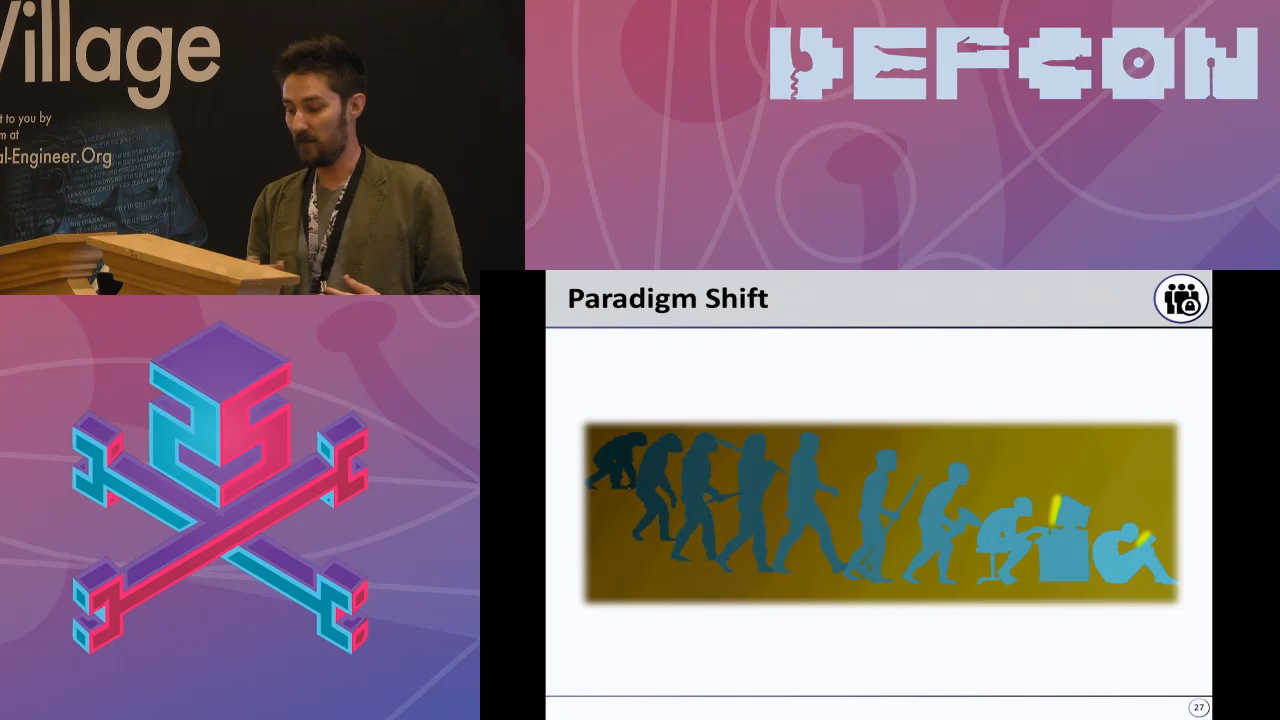 Village
t to you by
m at
al-Engineer.Org
DEFCON
Paradigm Shift
27